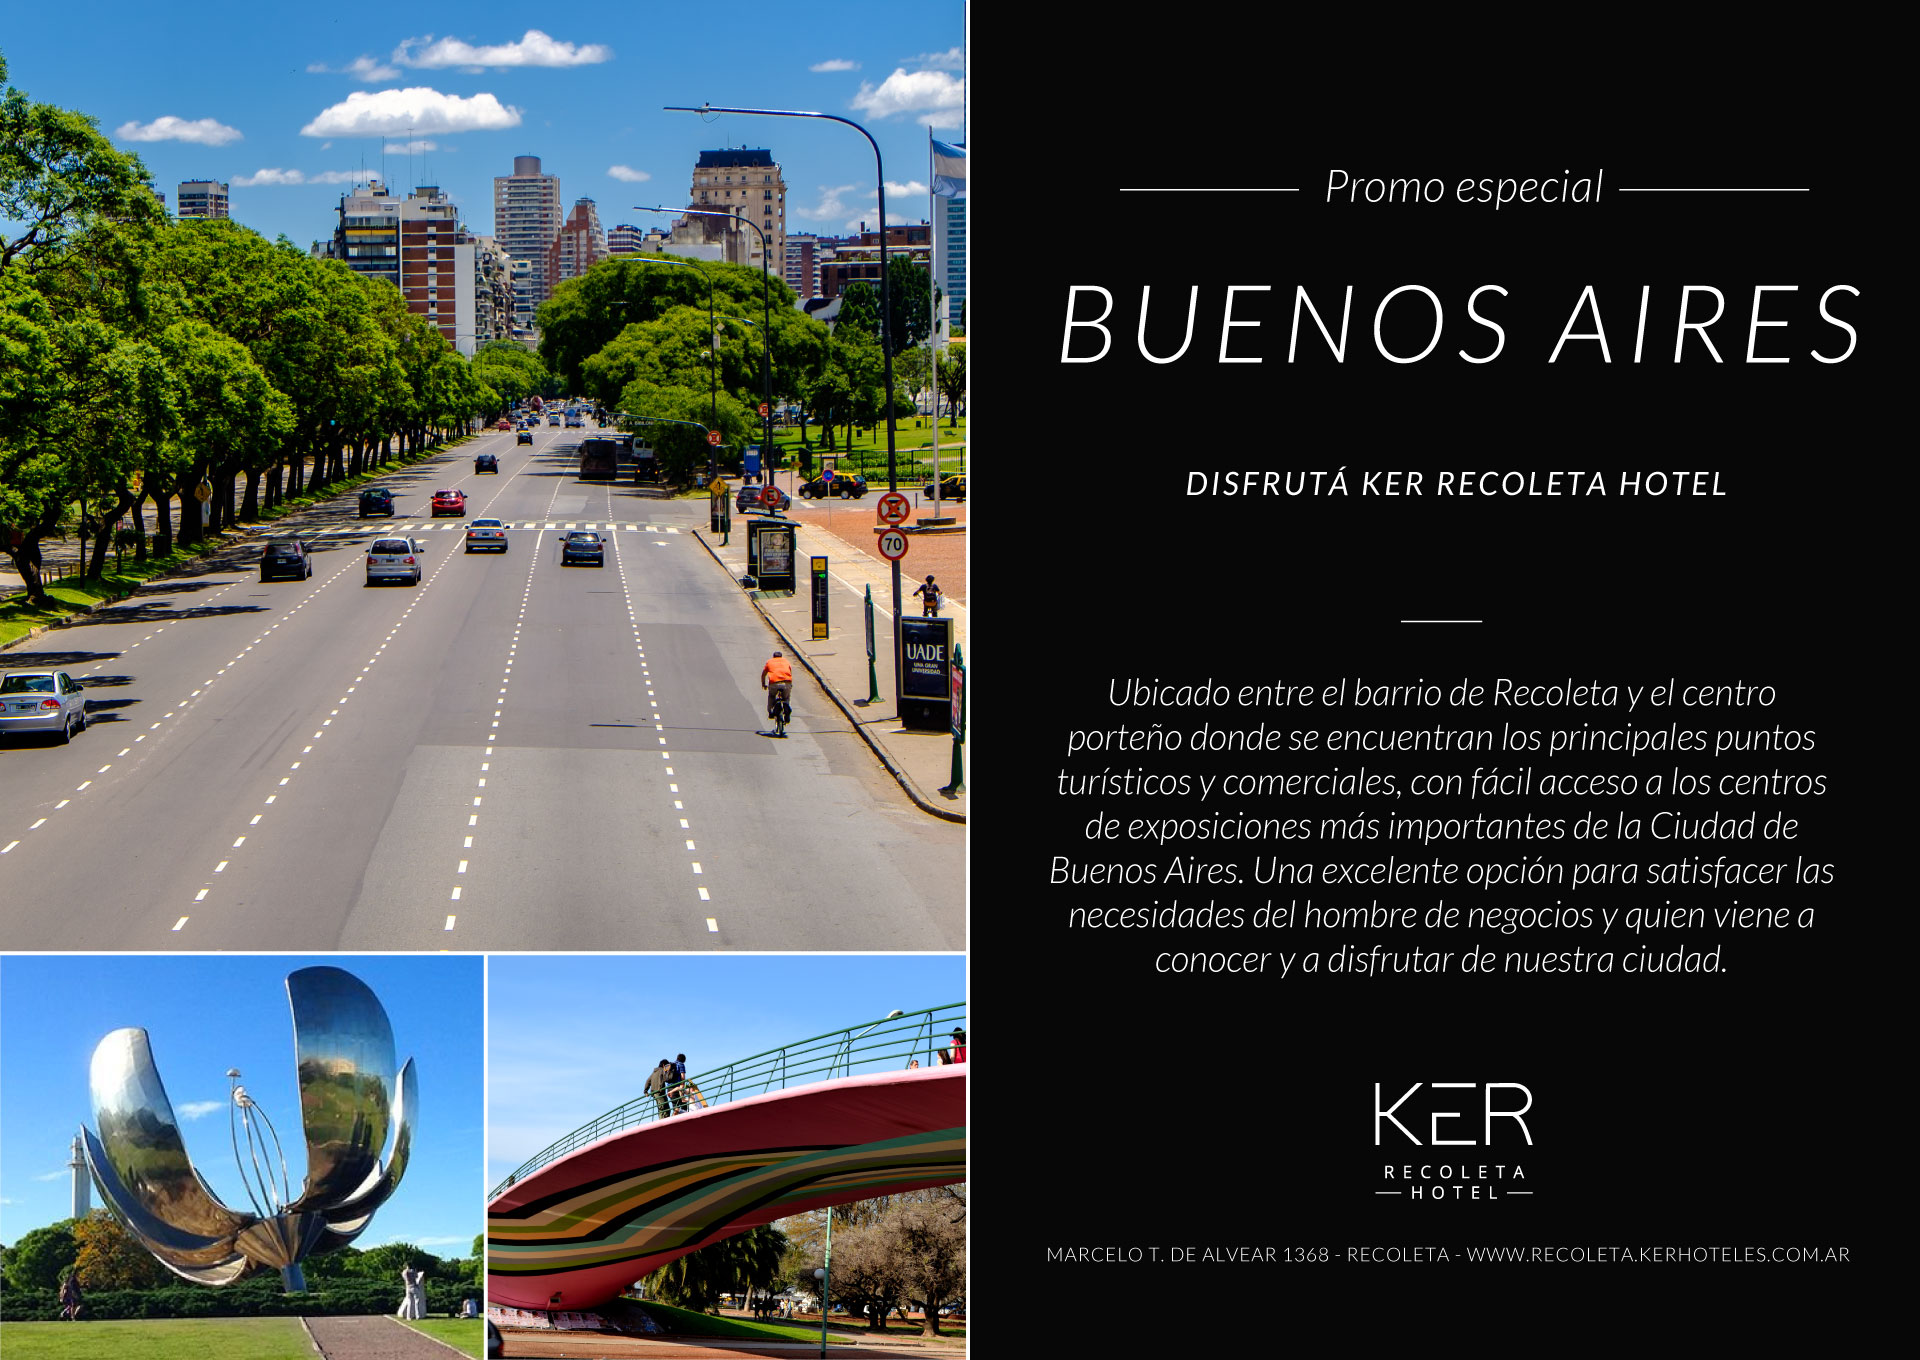 Promo especial
BUENOS AIRES
DISFRUTÁ KER RECOLETA HOTEL
Ubicado entre el barrio de Recoleta y el centro
porteño donde se encuentran los principales puntos
turísticos y comerciales, con fácil acceso a los centros
de exposiciones más importantes de la Ciudad de
Buenos Aires. Una excelente opción para satisfacer las
necesidades del hombre de negocios y quien viene a
conocer y a disfrutar de nuestra ciudad.
KER
RECOLETA
HOTEL
MARCELO T. DE ALVEAR 1368 - RECOLETA - WWW.RECOLETA.KERHOTELES.COM.AR
70
UADE
UNA GRAN
UNIVERSIDAD